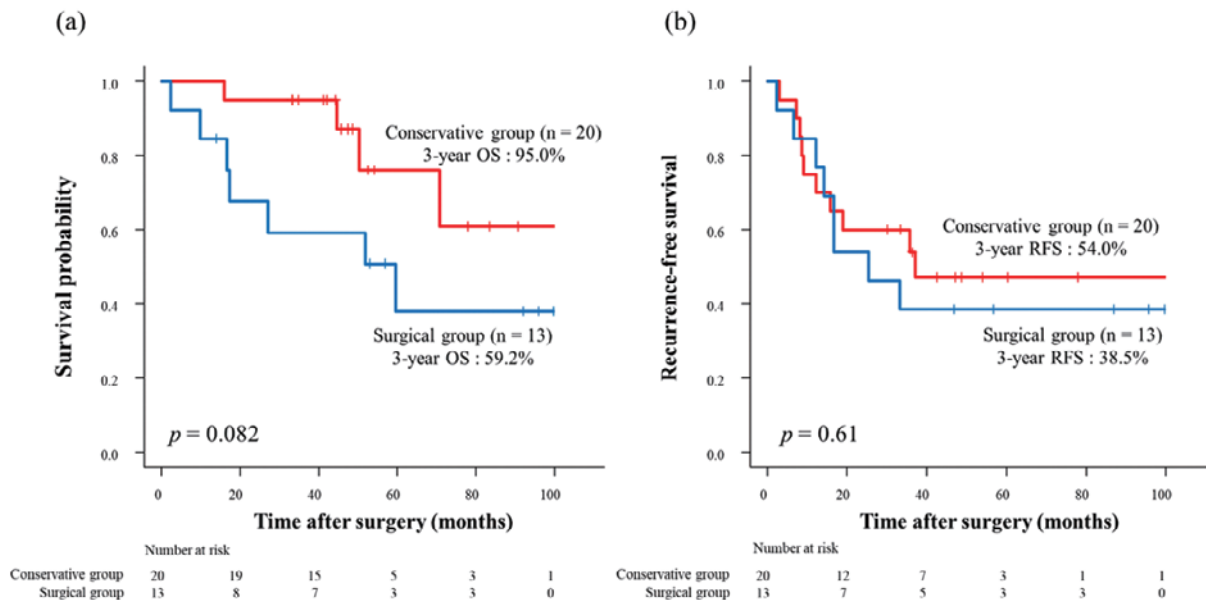 (a)
Survival probability
1.0
0.8
0.6
0.4
0.2
0.0
Conservative group (n = 20)
3-year OS : 95.0%
Surgical group (n = 13)
3-year OS : 59.2%
p = 0.082
0 20 40 60 80 100
Time after surgery (months)
Number at risk
Conservative group 20 19 15 5 3 1
Surgical group 13 8 7 3 3 0
(b)
Recurrence-free survival
1.0
0.8
0.6
0.4
0.2
0.0
Conservative group (n = 20)
3-year RFS : 54.0%
Surgical group (n = 13)
3-year RFS : 38.5%
p = 0.61
0 20 40 60 80 100
Time after surgery (months)
Number at risk
Conservative group 20 12 7 3 1 1
Surgical group 13 7 5 3 3 0